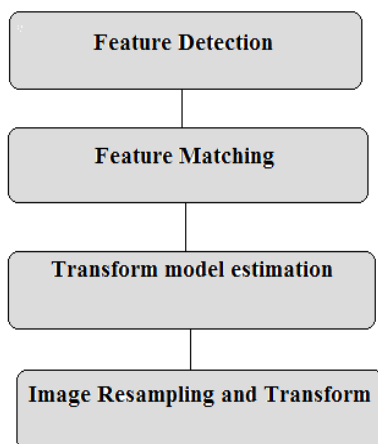 Feature Detection
Feature Matching
Transform model estimation
Image Resampling and Transform